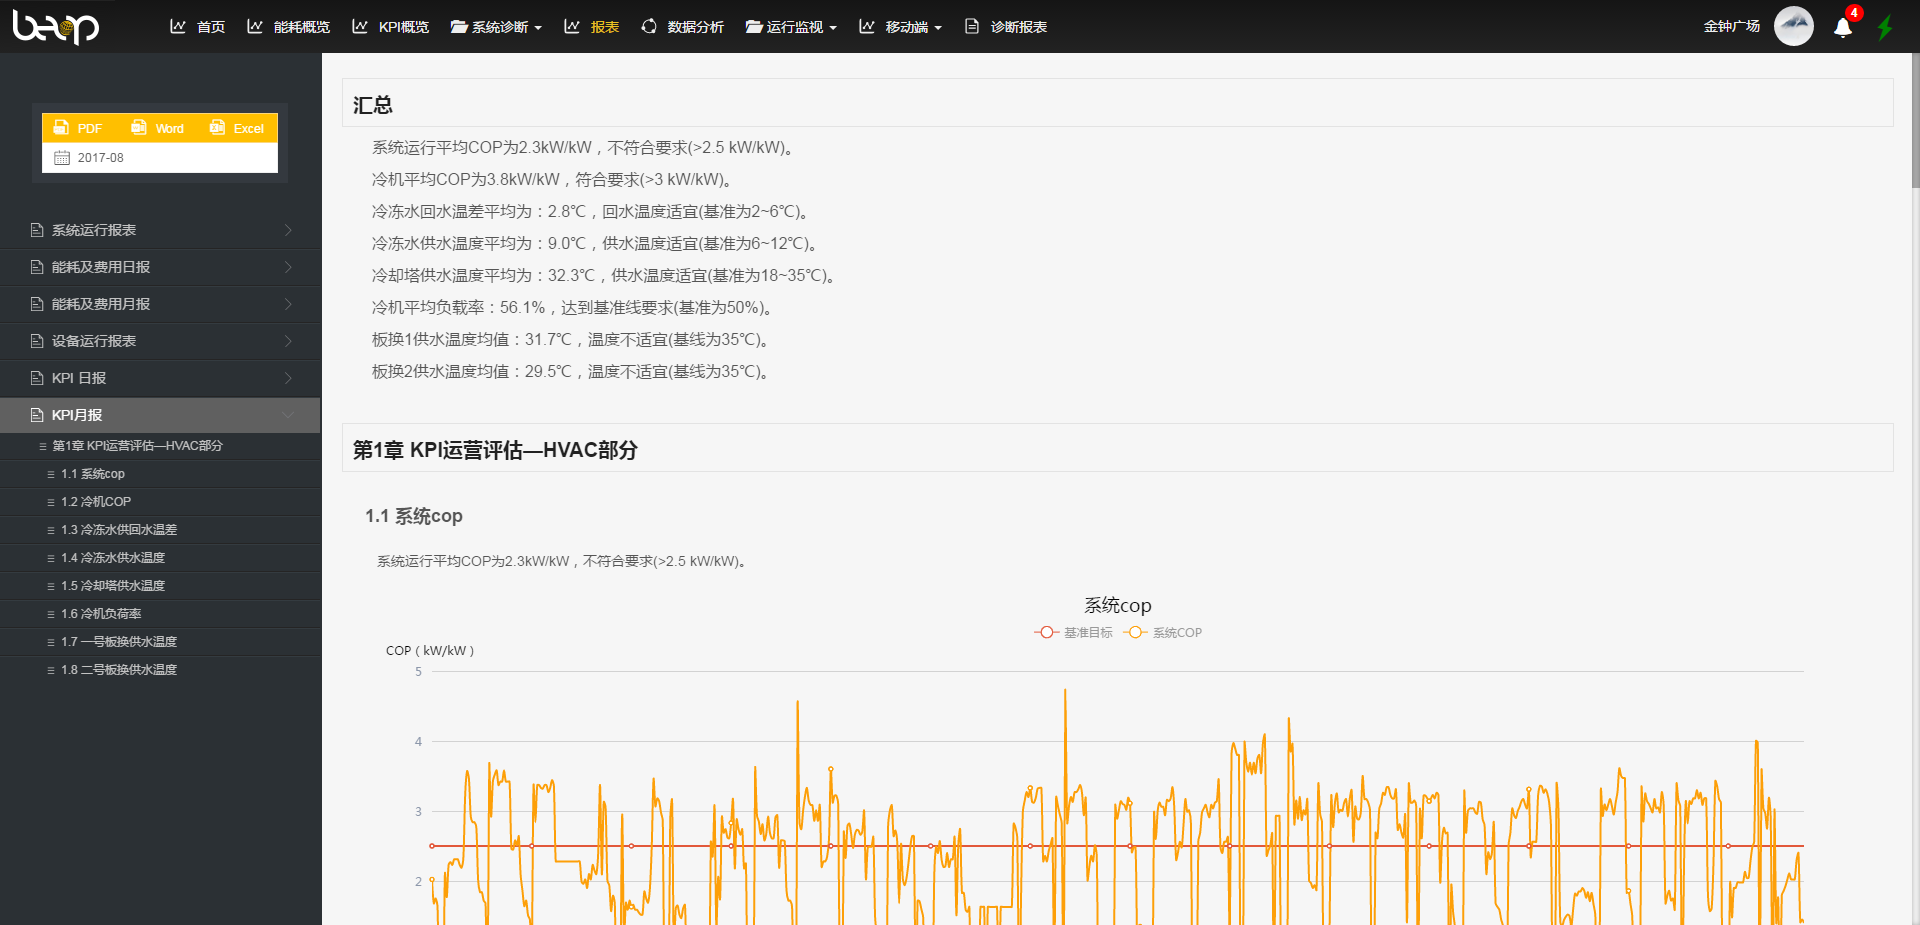 beop
首页
能耗概览
KPI概览
系统诊断
报表
数据分析
运行监视
移动端
诊断报表
金钟广场
4
PDF
Word
Excel
2017-08
系统运行报表
能耗及费用日报
能耗及费用月报
设备运行报表
KPI 日报
KPI月报
第1章 KPI运营评估—HVAC部分
1.1 系统cop
1.2 冷机COP
1.3 冷冻水供回水温差
1.4 冷冻水供水温度
1.5 冷却塔供水温度
1.6 冷机负荷率
1.7 一号板换供水温度
1.8 二号板换供水温度
汇总
系统运行平均COP为2.3kW/kW，不符合要求(>2.5 kW/kW)。
冷机平均COP为3.8kW/kW，符合要求(>3 kW/kW)。
冷冻水回水温差平均为：2.8℃，回水温度适宜(基准为2~6℃)。
冷冻水供水温度平均为：9.0℃，供水温度适宜(基准为6~12℃)。
冷却塔供水温度平均为：32.3℃，供水温度适宜(基准为18~35℃)。
冷机平均负载率：56.1%，达到基准线要求(基准为50%)。
板换1供水温度均值：31.7℃，温度不适宜(基线为35℃)。
板换2供水温度均值：29.5℃，温度不适宜(基线为35℃)。
第1章 KPI运营评估—HVAC部分
1.1 系统cop
系统运行平均COP为2.3kW/kW，不符合要求(>2.5 kW/kW)。
系统cop
基准目标
系统COP
COP（kW/kW）
5
4
3
2